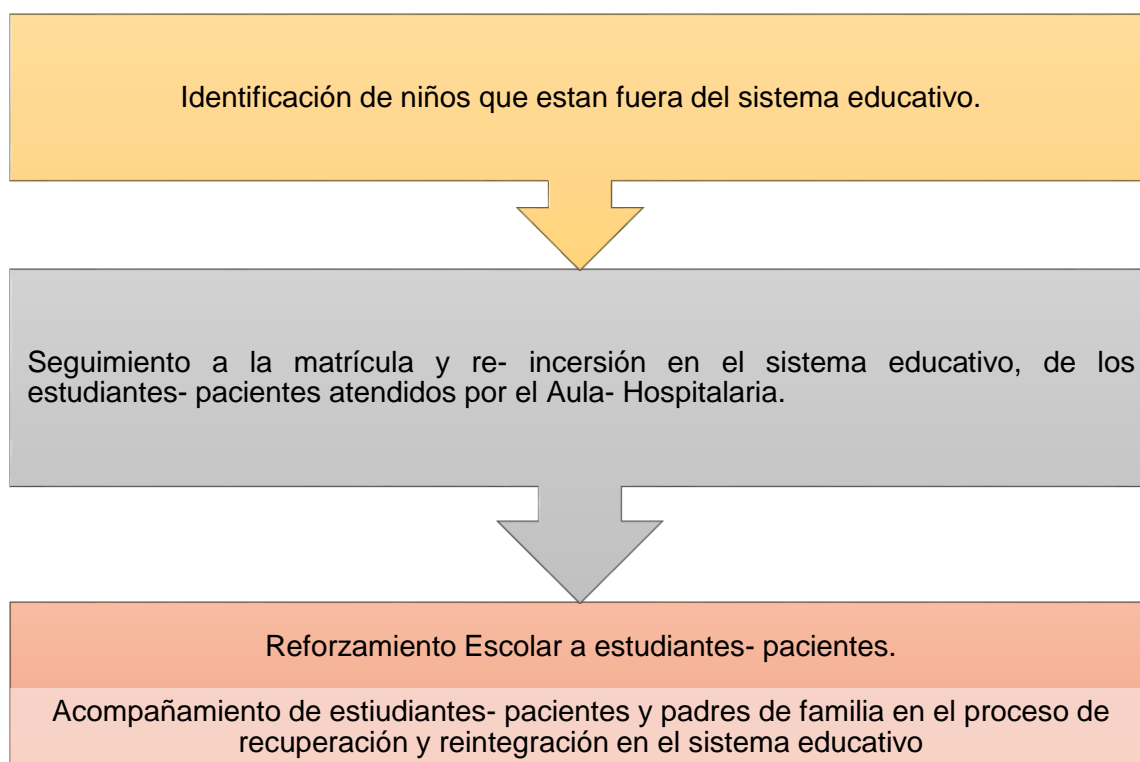 Identificación de niños que estan fuera del sistema educativo.
Seguimiento a la matrícula y re- incersión en el sistema educativo, de los
estudiantes- pacientes atendidos por el Aula- Hospitalaria.
Reforzamiento Escolar a estudiantes- pacientes.
Acompañamiento de estiudiantes- pacientes y padres de familia en el proceso de
recuperación y reintegración en el sistema educativo